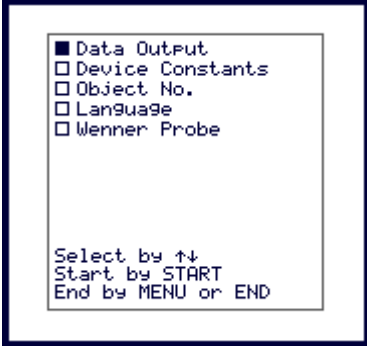 ■ Data Output
□ Device Constants
□ Object No.
□ Language
□ Wenner Probe
Select by ↑↓
Start by START
End by MENU or END